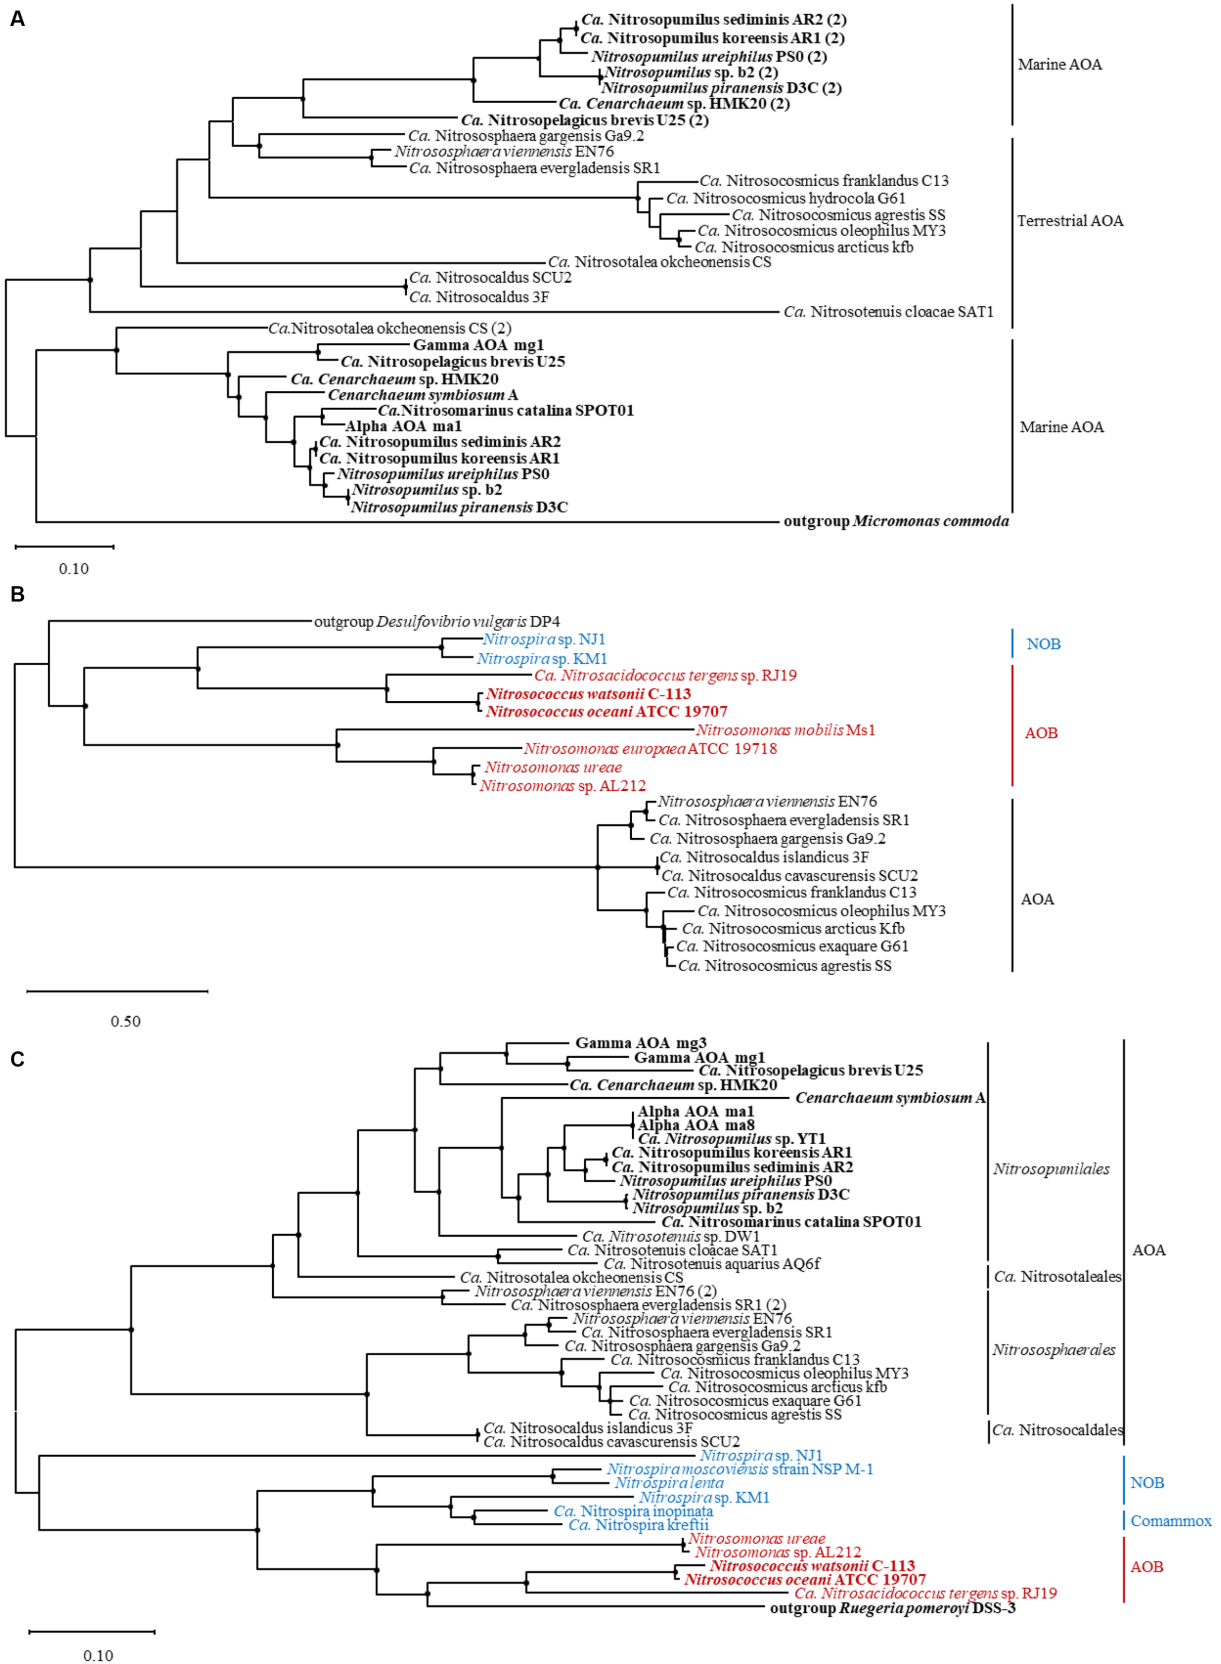 A
Ca. Nitrosopumilus sediminis AR2 (2)
Ca. Nitrosopumilus koreensis AR1 (2)
Nitrosopumilus ureiphilus PS0 (2)
Nitrosopumilus sp. b2 (2)
Nitrosopumilus piranensis D3C (2)
Ca. Cenarchaeum sp. HMK20 (2)
Ca. Nitrosopelagicus brevis U25 (2)
Marine AOA
Ca. Nitrososphaera gargensis Ga9.2
Nitrososphaera viennensis EN76
Ca. Nitrososphaera evergladensis SR1
Ca. Nitrosocosmicus franklandus C13
Ca. Nitrosocosmicus hydrocola G61
Ca. Nitrosocosmicus agrestis SS
Ca. Nitrosocosmicus oleophilus MY3
Ca. Nitrosocosmicus arcticus kfb
Ca. Nitrosotalea okcheonensis CS
Ca. Nitrosocaldus SCU2
Ca. Nitrosocaldus 3F
Ca. Nitrosotenuis cloacae SAT1
Terrestrial AOA
Ca.Nitrosotalea okcheonensis CS (2)
Gamma AOA mg1
Ca. Nitrosopelagicus brevis U25
Ca. Cenarchaeum sp. HMK20
Cenarchaeum symbiosum A
Ca.Nitrosomarinus catalina SPOT01
Alpha AOA ma1
Ca. Nitrosopumilus sediminis AR2
Ca. Nitrosopumilus koreensis AR1
Nitrosopumilus ureiphilus PS0
Nitrosopumilus sp. b2
Nitrosopumilus piranensis D3C
Marine AOA
outgroup Micromonas commoda
0.10
B
outgroup Desulfovibrio vulgaris DP4
Nitrospira sp. NJ1
Nitrospira sp. KM1
NOB
Ca. Nitrosacidococcus tergens sp. RJ19
Nitrosococcus watsonii C-113
Nitrosococcus oceani ATCC 19707
Nitrosomonas mobilis Ms1
Nitrosomonas europaea ATCC 19718
Nitrosomonas ureae
Nitrosomonas sp. AL212
AOB
Nitrososphaera viennensis EN76
Ca. Nitrososphaera evergladensis SR1
Ca. Nitrososphaera gargensis Ga9.2
Ca. Nitrosocaldus islandicus 3F
Ca. Nitrosocaldus cavascurensis SCU2
Ca. Nitrosocosmicus franklandus C13
Ca. Nitrosocosmicus oleophilus MY3
Ca. Nitrosocosmicus arcticus Kfb
Ca. Nitrosocosmicus exaquare G61
Ca. Nitrosocosmicus agrestis SS
AOA
0.50
C
Gamma AOA mg3
Gamma AOA mg1
Ca. Nitrosopelagicus brevis U25
Ca. Cenarchaeum sp. HMK20
Cenarchaeum symbiosum A
Alpha AOA ma1
Alpha AOA ma8
Ca. Nitrosopumilus sp. YT1
Ca. Nitrosopumilus koreensis AR1
Ca. Nitrosopumilus sediminis AR2
Nitrosopumilus ureiphilus PS0
Nitrosopumilus piranensis D3C
Nitrosopumilus sp. b2
Ca. Nitrosomarinus catalina SPOT01
Ca. Nitrosotenuis sp. DW1
Ca. Nitrosotenuis cloacae SAT1
Ca. Nitrosotenuis aquarius AQ6f
Nitrosopumilales
Ca. Nitrosotalea okcheonensis CS
Ca. Nitrosotaleales
Nitrososphaera viennensis EN76 (2)
Ca. Nitrososphaera evergladensis SR1 (2)
Nitrososphaera viennensis EN76
Ca. Nitrososphaera evergladensis SR1
Ca. Nitrososphaera gargensis Ga9.2
Ca. Nitrosocosmicus franklandus C13
Ca. Nitrosocosmicus oleophilus MY3
Ca. Nitrosocosmicus arcticus kfb
Ca. Nitrosocosmicus exaquare G61
Ca. Nitrosocosmicus agrestis SS
Nitrososphaerales
Ca. Nitrosocaldus islandicus 3F
Ca. Nitrosocaldus cavascurensis SCU2
Ca. Nitrosocaldales
AOA
Nitrospira sp. NJ1
Nitrospira moscoviensis strain NSP M-1
Nitrospira lenta
Nitrospira sp. KM1
NOB
Ca. Nitrospira inopinata
Ca. Nitrospira kreftii
Comammox
Nitrosomonas ureae
Nitrosomonas sp. AL212
Nitrosococcus watsonii C-113
Nitrosococcus oceani ATCC 19707
Ca. Nitrosacidococcus tergens sp. RJ19
AOB
outgroup Ruegeria pomeroyi DSS-3
0.10